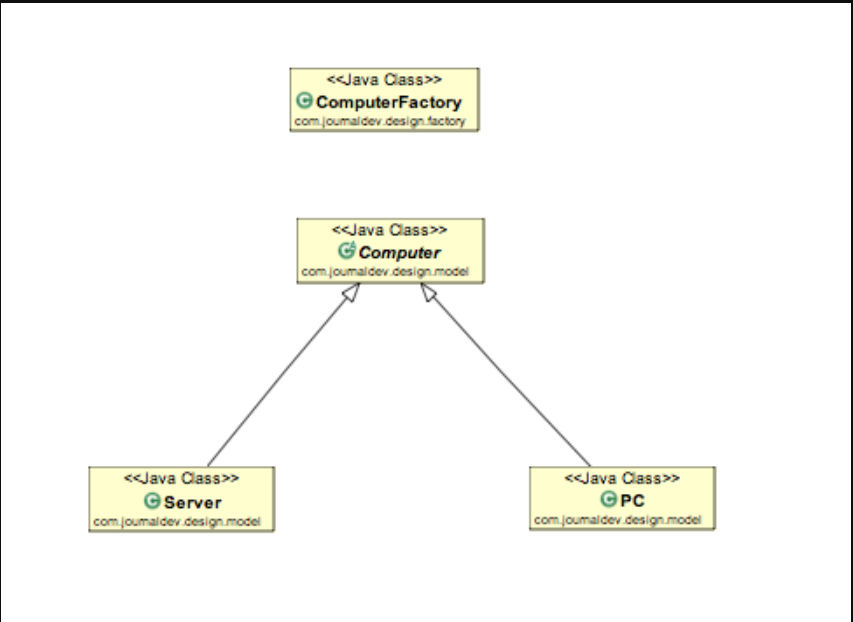 <<Java Class>>
ComputerFactory
com.journaldev.design.factory
<<Java Class>>
Computer
com.journaldev.design.model
<<Java Class>>
Server
com.journaldev.design.model
<<Java Class>>
PC
com.journaldev.design.model